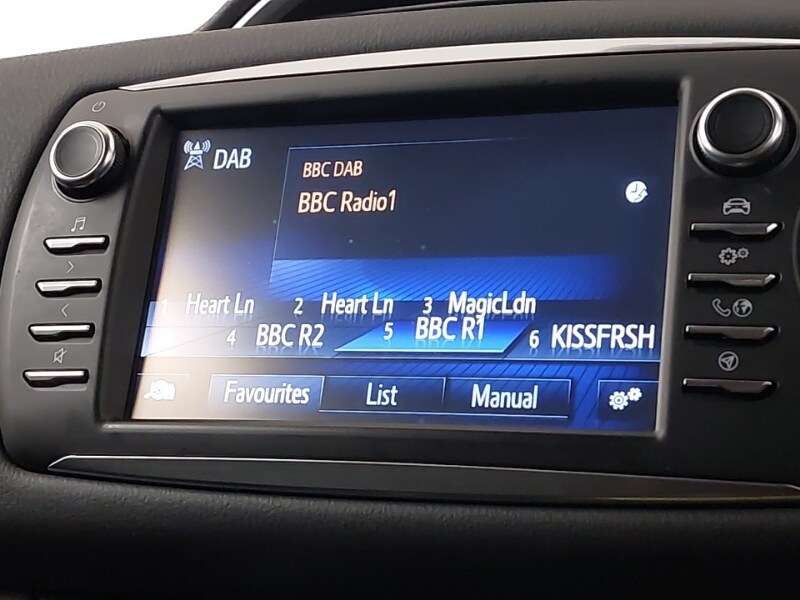 DAB
BBC DAB
BBC Radio1
1 Heart Ln 2 Heart Ln 3 MagicLdn
4 BBC R2 5 BBC R1 6 KISSFRSH
Favourites List Manual